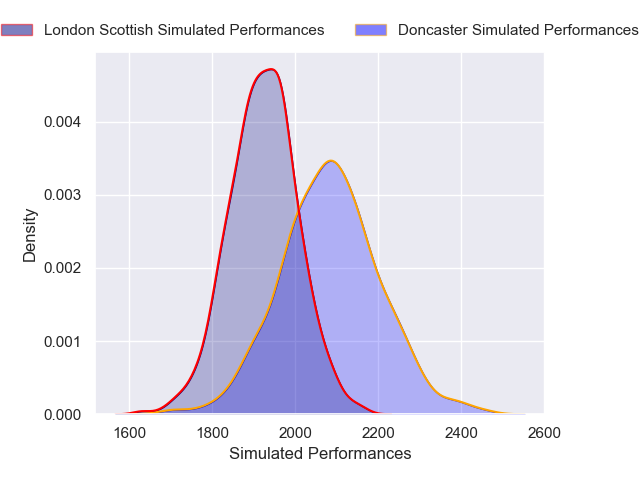 London Scottish Simulated Performances Doncaster Simulated Performances
0.004
0.003
0.002
0.001
0.000
Density
1600 1800 2000 2200 2400 2600
Simulated Performances